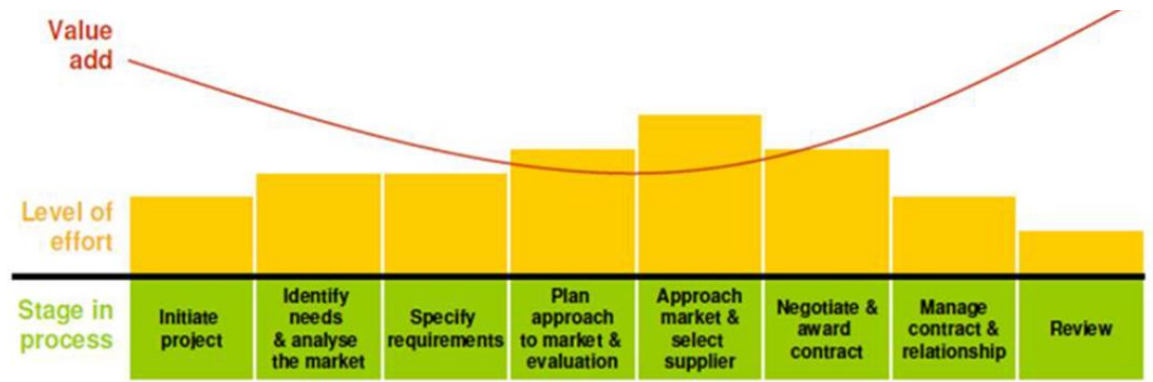 Value
add
Level of
effort
Stage in
process
Initiate
project
Identify
needs
& analyse
the market
Specify
requirements
Plan
approach
to market &
evaluation
Approach
market &
select
supplier
Negotiate &
award
contract
Manage
contract &
relationship
Review